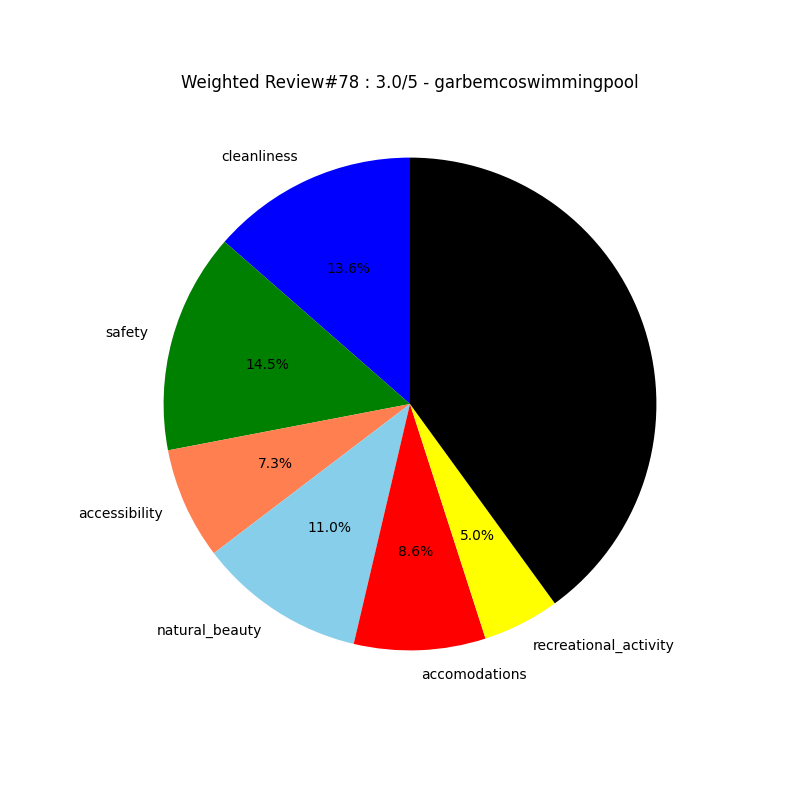 Weighted Review#78 : 3.0/5 - garbemcoswimmingpool
cleanliness
13.6%
safety
14.5%
accessibility
7.3%
natural_beauty
11.0%
accomodations
8.6%
recreational_activity
5.0%